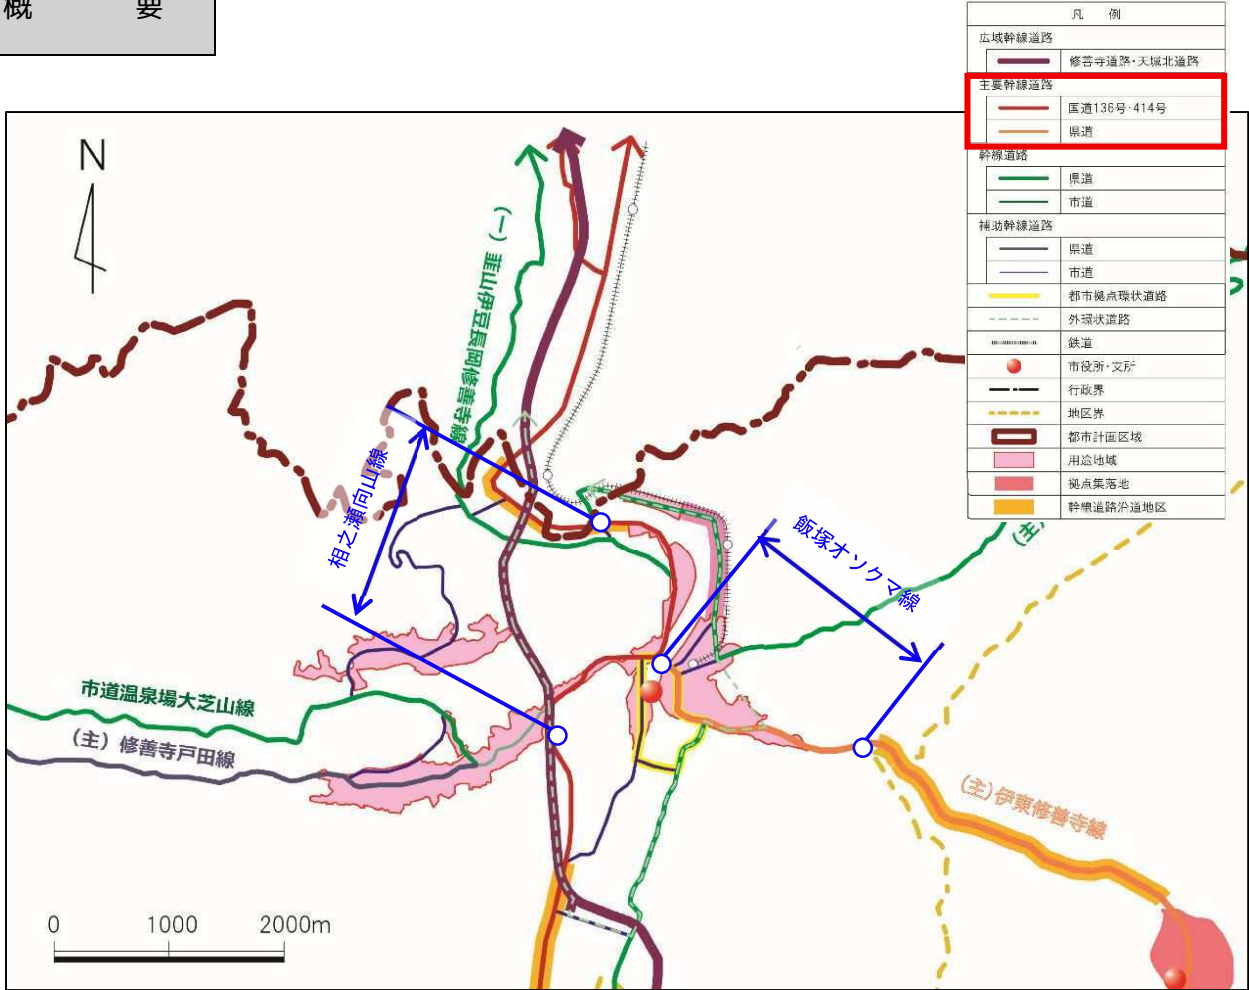 概　　要
凡　例
広域幹線道路
修善寺道路・天城北道路
主要幹線道路
国道136号・414号
県道
幹線道路
県道
市道
補助幹線道路
県道
市道
都市拠点環状道路
外環状道路
鉄道
市役所・支所
行政界
地区界
都市計画区域
用途地域
拠点集落地
幹線道路沿道地区
N
(一) 韮山伊豆長岡修善寺線
相之瀬向山線
飯塚オンクマ線
(主)
市道温泉場大芝山線
(主) 修善寺戸田線
(主) 伊東修善寺線
0 1000 2000m